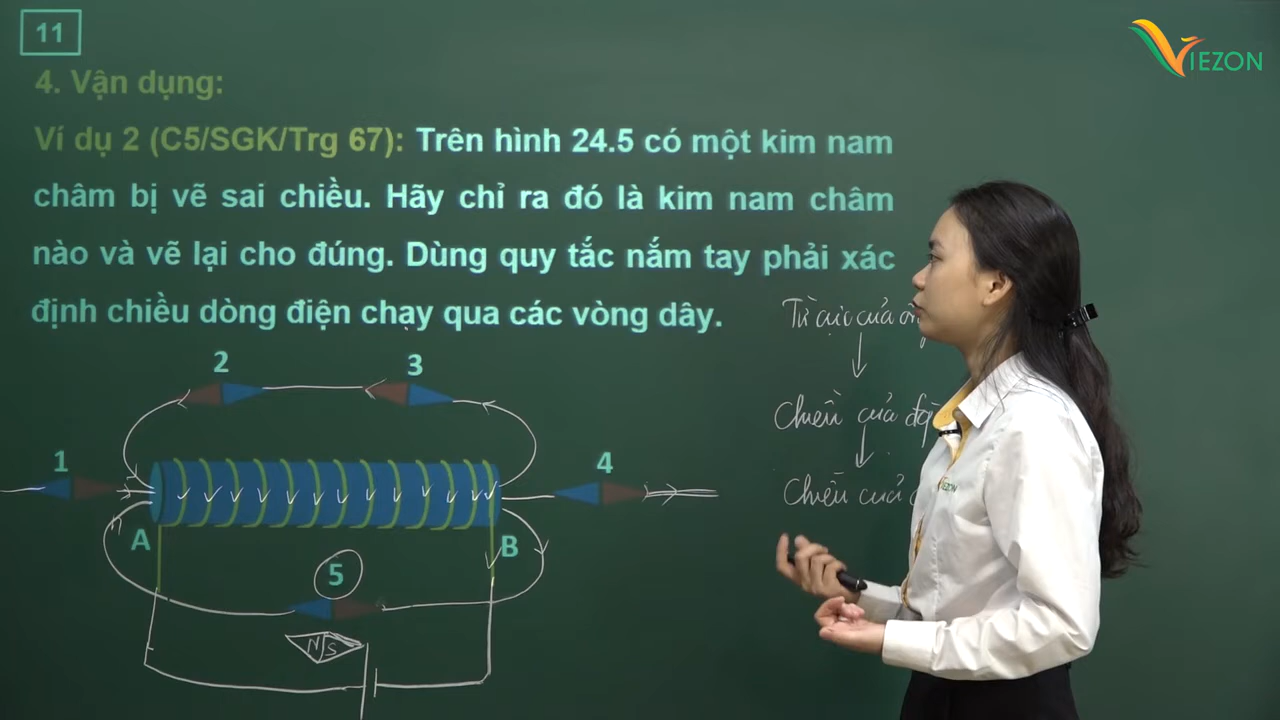 11
VIEZON
4. Vận dụng:
Ví dụ 2 (C5/SGK/Trg 67): Trên hình 24.5 có một kim nam
châm bị vẽ sai chiều. Hãy chỉ ra đó là kim nam châm
nào và vẽ lại cho đúng. Dùng quy tắc nắm tay phải xác
định chiều dòng điện chạy qua các vòng dây.
Từ cực của
2
3
Chiều của
1
4
Chiều của
A
B
5
N/S